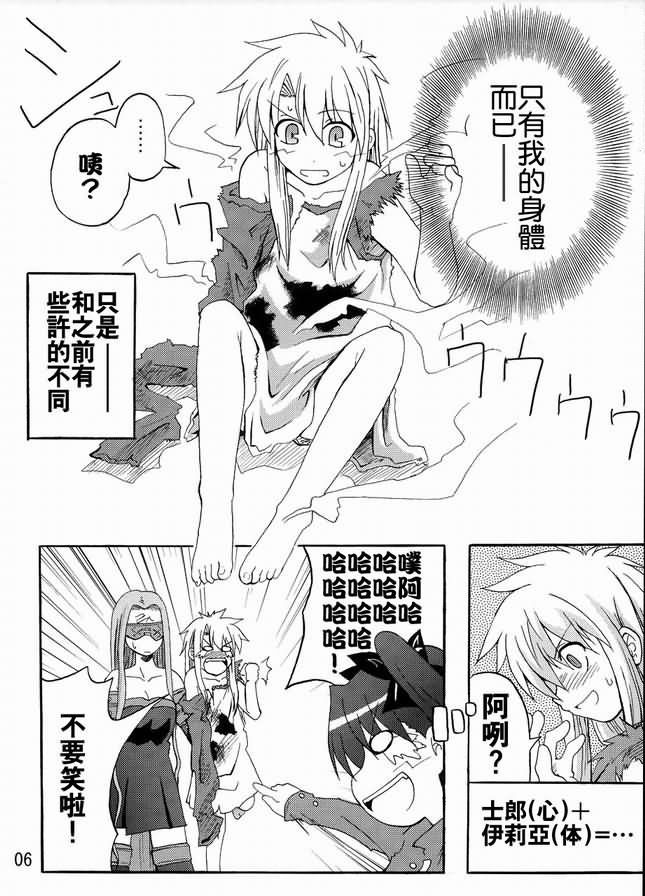 只有我的身體
而已——
シュウウウウ
……
咦？
只是——
和之前有
些許的不同
阿咧？
士郎(心)＋
伊莉亞(体)＝…
噗阿哈哈
哈哈哈哈
哈哈哈哈
哈哈哈！
不要笑啦！
06